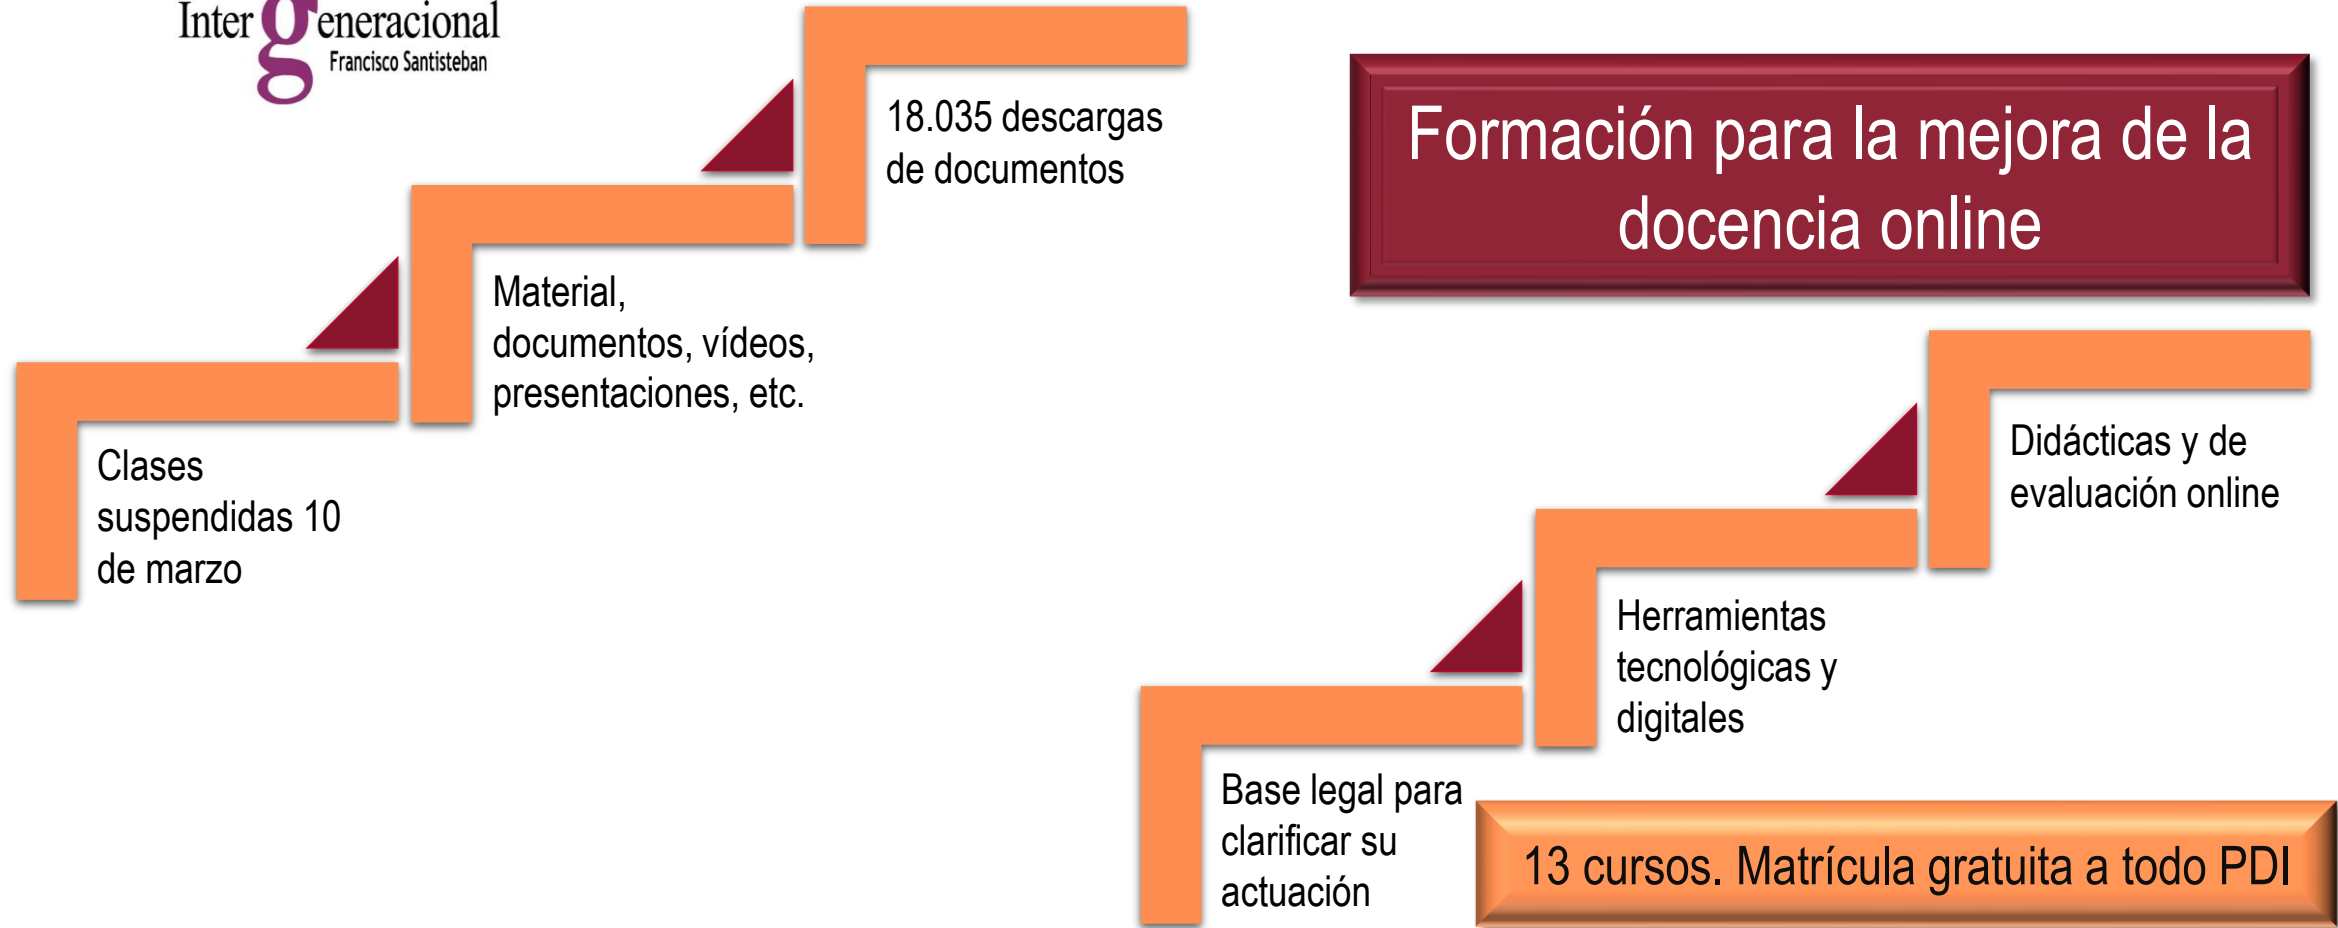 Inter generacional
Francisco Santisteban
18.035 descargas
de documentos
Material,
documentos, vídeos,
presentaciones, etc.
Clases
suspendidas 10
de marzo
Formación para la mejora de la
docencia online
Didácticas y de
evaluación online
Herramientas
tecnológicas y
digitales
Base legal para
clarificar su
actuación
13 cursos. Matrícula gratuita a todo PDI